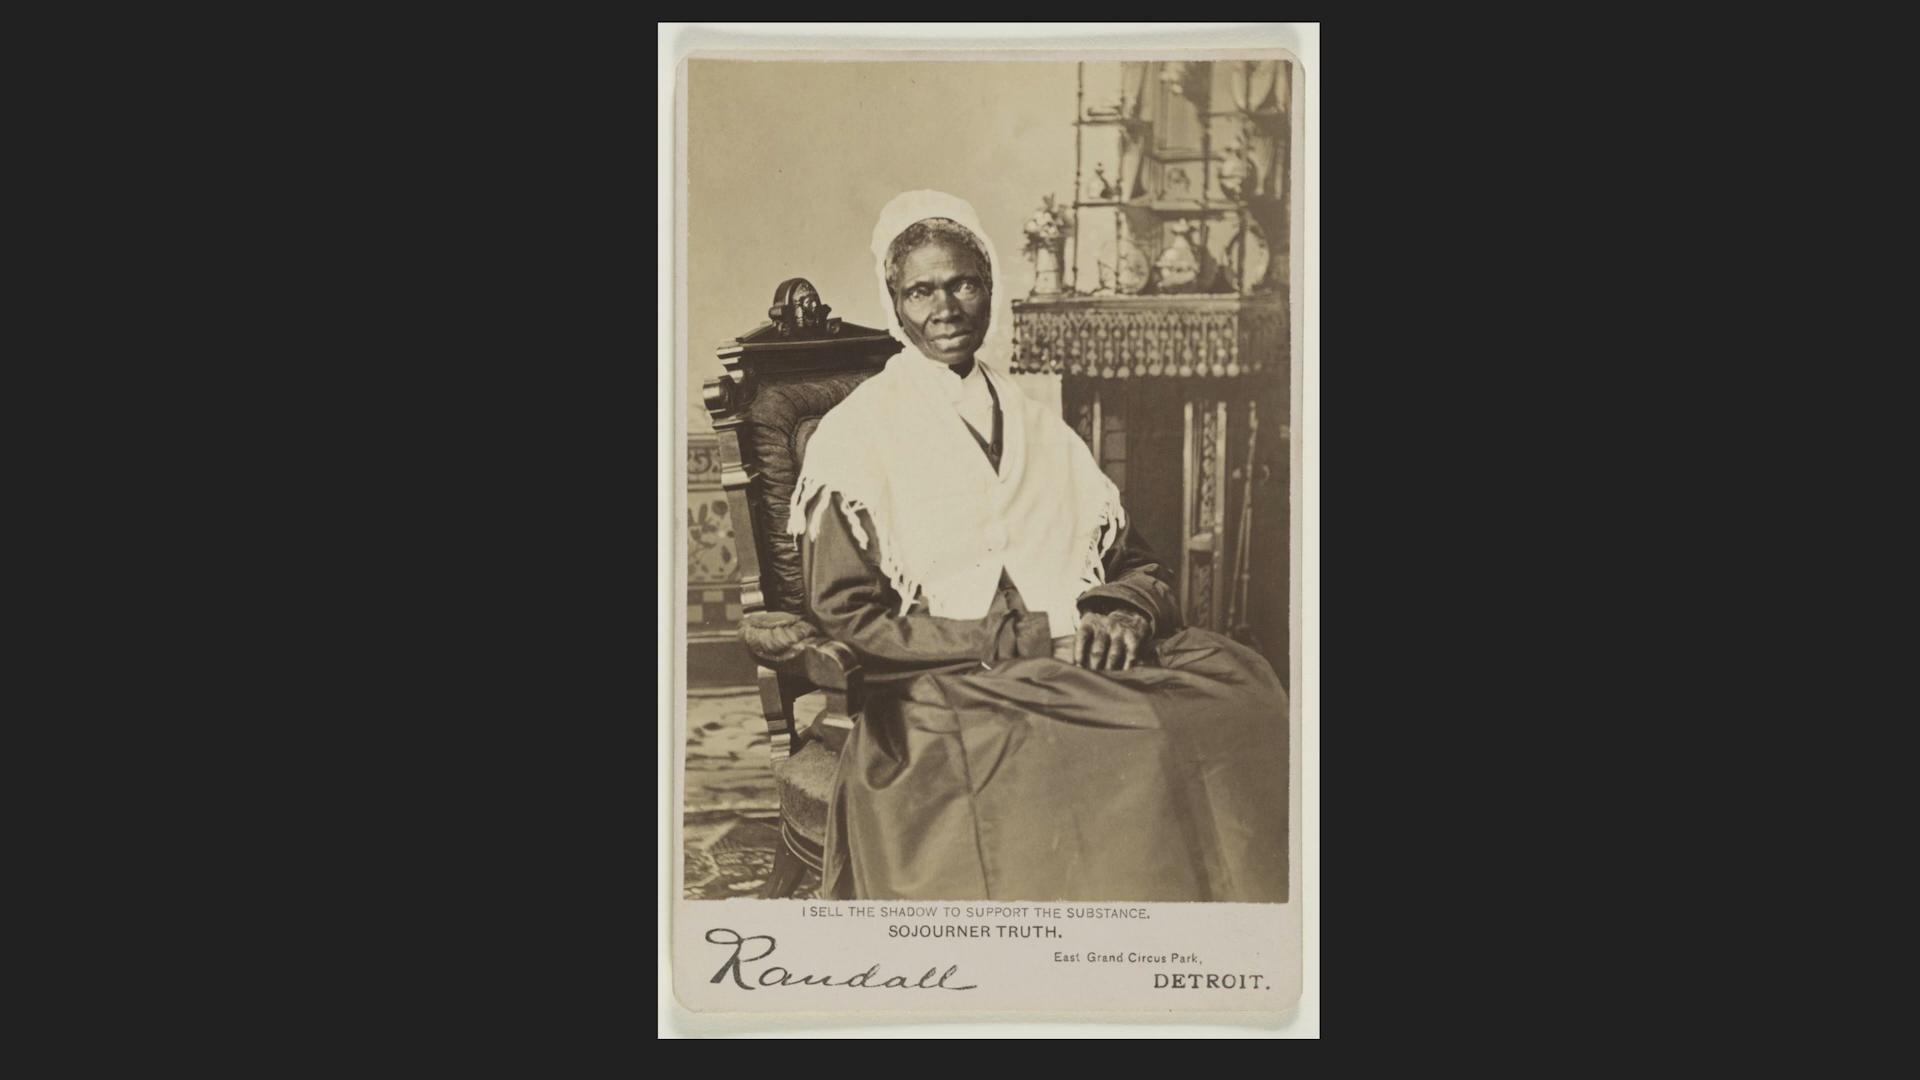 I SELL THE SHADOW TO SUPPORT THE SUBSTANCE.
SOJOURNER TRUTH.
Randall
East Grand Circus Park,
DETROIT.